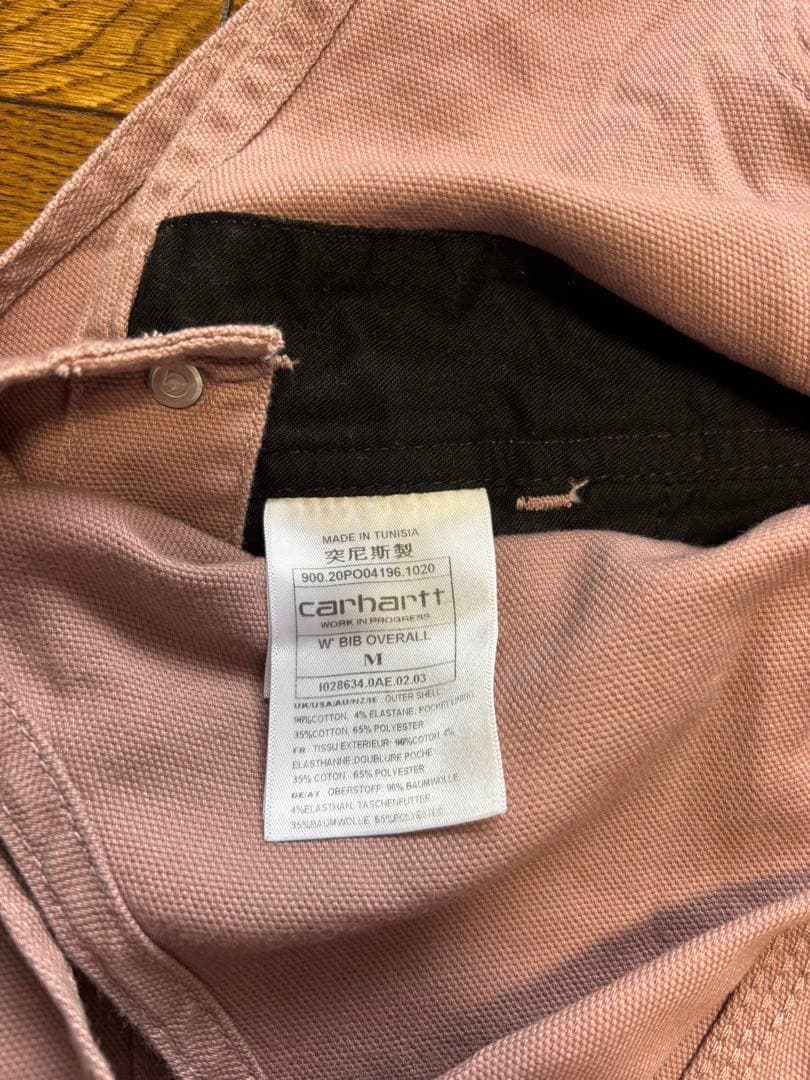 MADE IN TUNISIA
突尼斯製
900.20PO04196.1020
carhartt
WORK IN PROGRESS
W' BIB OVERALL
M
I028634.0AE.02.03
UK/USA/AU/NZ/IE OUTER SHELL
96%COTTON. 4% ELASTANE: POCKET LINING
35%COTTON. 65% POLYESTER
FR TISSU EXTERIEUR: 96%COTON 4%
ELASTHANNE:DOUBLURE POCHE
35% COTON. 65% POLYESTER
DE/AT OBERSTOFF: 96% BAUMWOLLE
4%ELASTHAN. TASCHENFUTTER
35%BAUMWOLLE. 65%POLYESTER